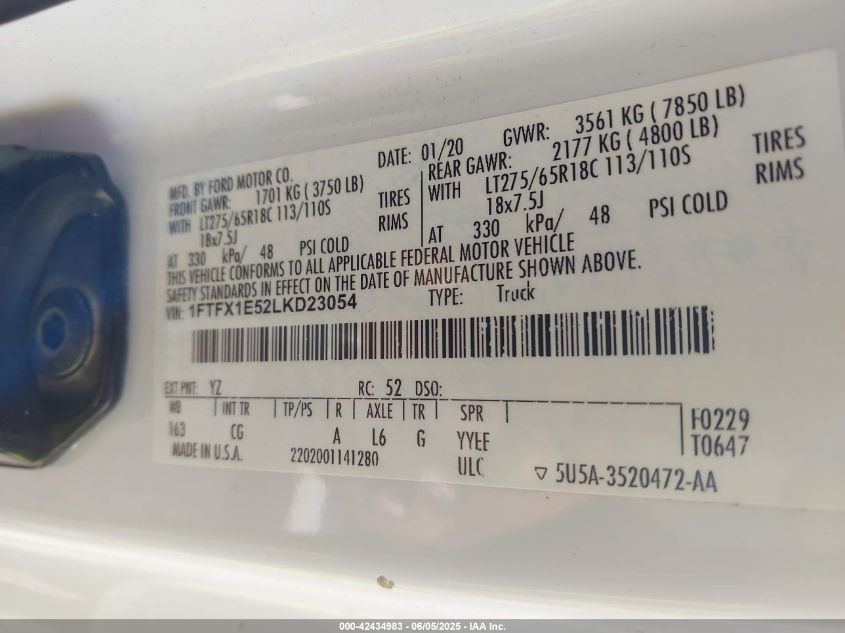 MFD. BY FORD MOTOR CO.
DATE: 01/20 GVWR: 3561 KG ( 7850 LB)
FRONT GAWR: 1701 KG ( 3750 LB)
WITH LT275/65R18C 113/110S TIRES
18x7.5J RIMS
AT 330 kPa/ 48 PSI COLD
REAR GAWR: 2177 KG ( 4800 LB)
WITH LT275/65R18C 113/110S TIRES
18x7.5J RIMS
AT 330 kPa/ 48 PSI COLD
THIS VEHICLE CONFORMS TO ALL APPLICABLE FEDERAL MOTOR VEHICLE
SAFETY STANDARDS IN EFFECT ON THE DATE OF MANUFACTURE SHOWN ABOVE.
VIN: 1FTFX1E52LKD23054 TYPE: Truck
EXT PNT: YZ RC: 52 DSO:
WB INT TR TP/PS R AXLE TR SPR
163 CG A L6 G YYEE
F0229
T0647
MADE IN U.S.A. 2202001141280 ULC
5U5A-3520472-AA
000-42434983 - 06/05/2025 - IAA Inc.